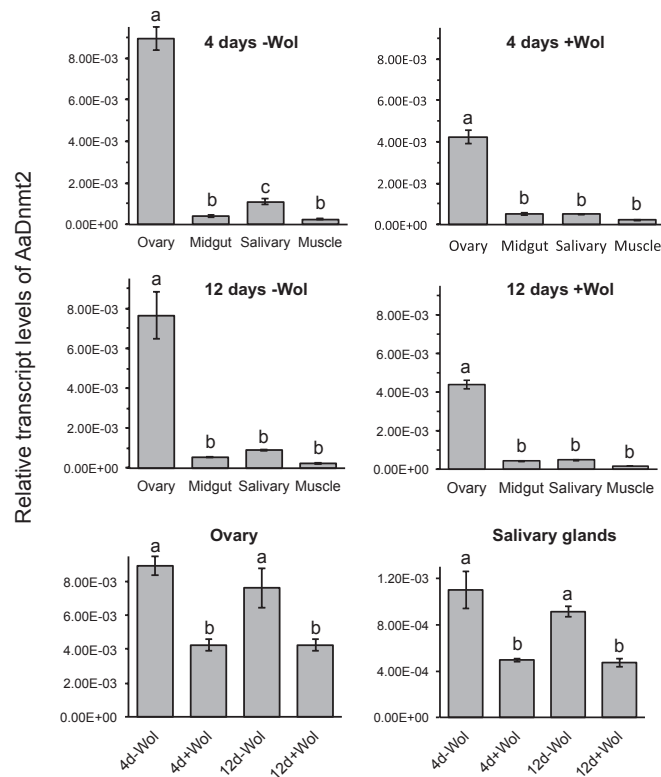 Relative transcript levels of AaDnmt2
4 days -Wol
8.00E-03
6.00E-03
4.00E-03
2.00E-03
0.00E+00
a
b
c
b
Ovary Midgut Salivary Muscle
4 days +Wol
8.00E-03
6.00E-03
4.00E-03
2.00E-03
0.00E+00
a
b
b
b
Ovary Midgut Salivary Muscle
12 days -Wol
8.00E-03
6.00E-03
4.00E-03
2.00E-03
0.00E+00
a
b
b
b
Ovary Midgut Salivary Muscle
12 days +Wol
8.00E-03
6.00E-03
4.00E-03
2.00E-03
0.00E+00
a
b
b
b
Ovary Midgut Salivary Muscle
Ovary
8.00E-03
6.00E-03
4.00E-03
2.00E-03
0.00E+00
a
b
a
b
4d-Wol 4d+Wol 12d-Wol 12d+Wol
Salivary glands
1.20E-03
8.00E-04
4.00E-04
0.00E+00
a
b
a
b
4d-Wol 4d+Wol 12d-Wol 12d+Wol